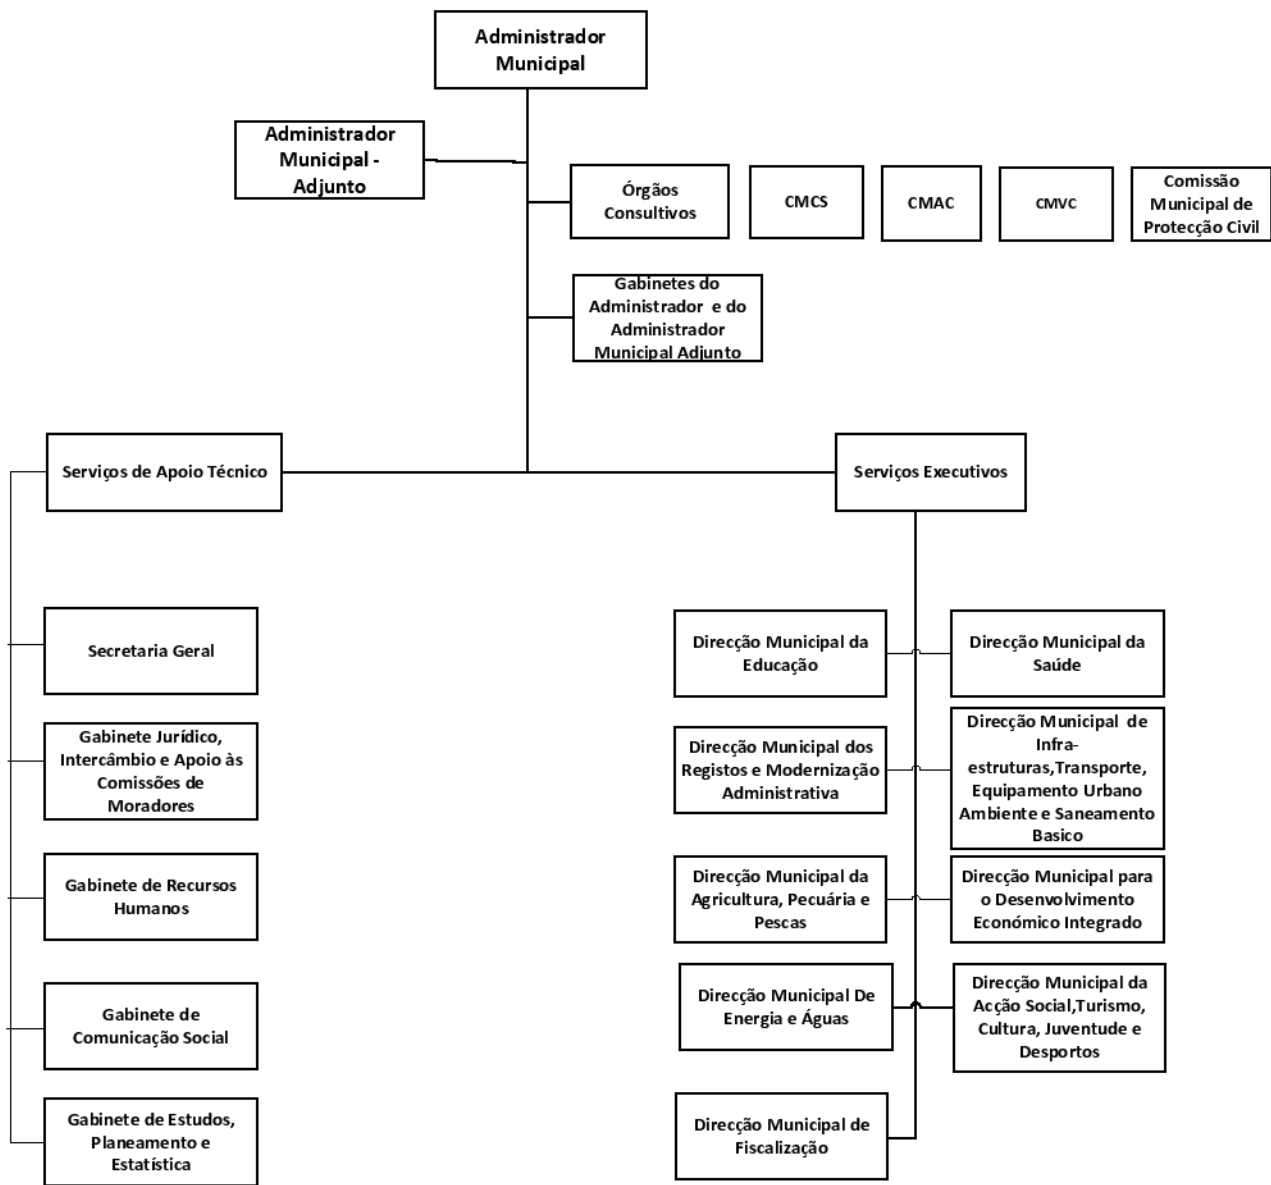 Administrador
Municipal
Administrador
Municipal -
Adjunto
Órgãos
Consultivos
CMCS
CMAC
CMVC
Comissão
Municipal de
Protecção Civil
Gabinetes do
Administrador e do
Administrador
Municipal Adjunto
Serviços de Apoio Técnico
Serviços Executivos
Secretaria Geral
Gabinete Jurídico,
Intercâmbio e Apoio às
Comissões de
Moradores
Gabinete de Recursos
Humanos
Gabinete de
Comunicação Social
Gabinete de Estudos,
Planeamento e
Estatística
Direcção Municipal da
Educação
Direcção Municipal da
Saúde
Direcção Municipal dos
Registos e Modernização
Administrativa
Direcção Municipal de
Infra-
estruturas,Transporte,
Equipamento Urbano
Ambiente e Saneamento
Basico
Direcção Municipal da
Agricultura, Pecuária e
Pescas
Direcção Municipal para
o Desenvolvimento
Económico Integrado
Direcção Municipal De
Energia e Águas
Direcção Municipal da
Acção Social,Turismo,
Cultura, Juventude e
Desportos
Direcção Municipal de
Fiscalização